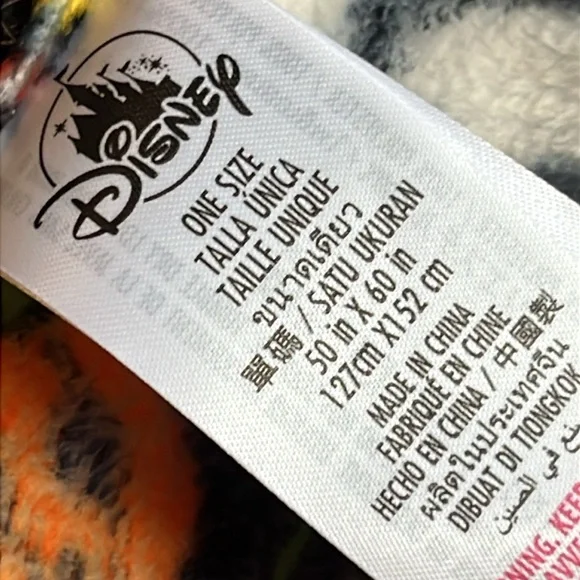 Disney
ONE SIZE
TALLA ÚNICA
TAILLE UNIQUE
ขนาดเดียว
單碼 / SATU UKURAN
50 in X 60 in
127cm X152 cm
MADE IN CHINA
FABRIQUÉ EN CHINE
HECHO EN CHINA / 中國製
ผลิตในประเทศจีน
DIBUAT DI TIONGKOK
في الصين
KEEP